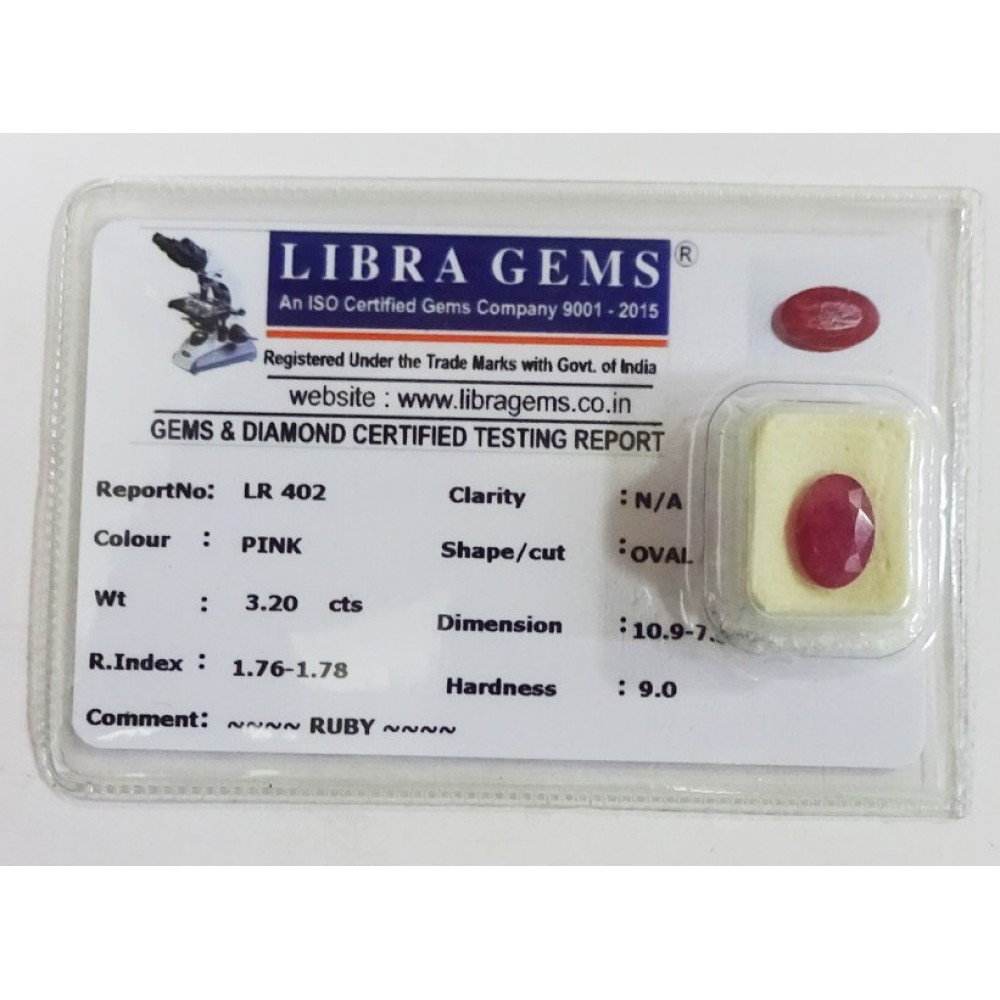 LIBRA GEMS ®
An ISO Certified Gems Company 9001 - 2015
Registered Under the Trade Marks with Govt. of India
website : www.libragems.co.in
GEMS & DIAMOND CERTIFIED TESTING REPORT
ReportNo: LR 402
Clarity : N/A
Colour : PINK
Shape/cut : OVAL
Wt : 3.20 cts
Dimension : 10.9-7.
R.Index : 1.76-1.78
Hardness : 9.0
Comment: ~~~~ RUBY ~~~~